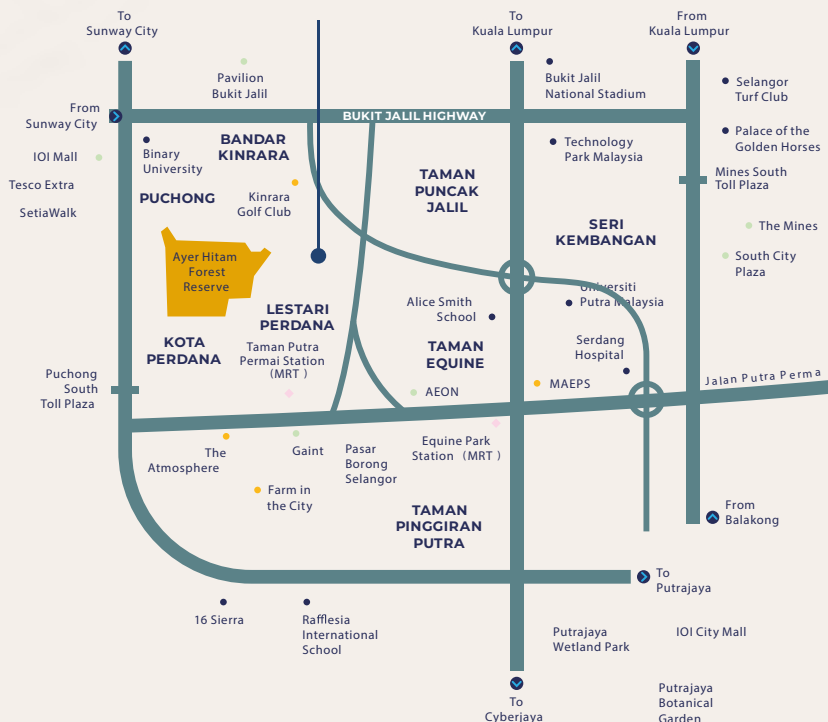 To
Sunway City
To
Kuala Lumpur
From
Kuala Lumpur
Pavilion
Bukit Jalil
Bukit Jalil
National Stadium
Selangor
Turf Club
From
Sunway City
BUKIT JALIL HIGHWAY
Palace of the
Golden Horses
IOI Mall
Binary
University
BANDAR
KINRARA
Technology
Park Malaysia
Tesco Extra
TAMAN
PUNCAK
JALIL
Mines South
Toll Plaza
SetiaWalk
PUCHONG
Kinrara
Golf Club
SERI
KEMBANGAN
The Mines
Ayer Hitam
Forest
Reserve
South City
Plaza
Universiti
Putra Malaysia
LESTARI
PERDANA
Alice Smith
School
KOTA
PERDANA
Taman Putra
Permai Station
(MRT )
TAMAN
EQUINE
Serdang
Hospital
Puchong
South
Toll Plaza
AEON
MAEPS
Jalan Putra Perma
The
Atmosphere
Gaint
Pasar
Borong
Selangor
Equine Park
Station (MRT )
Farm in
the City
TAMAN
PINGGIRAN
PUTRA
From
Balakong
To
Putrajaya
16 Sierra
Rafflesia
International
School
Putrajaya
Wetland Park
IOI City Mall
To
Cyberjaya
Putrajaya
Botanical
Garden